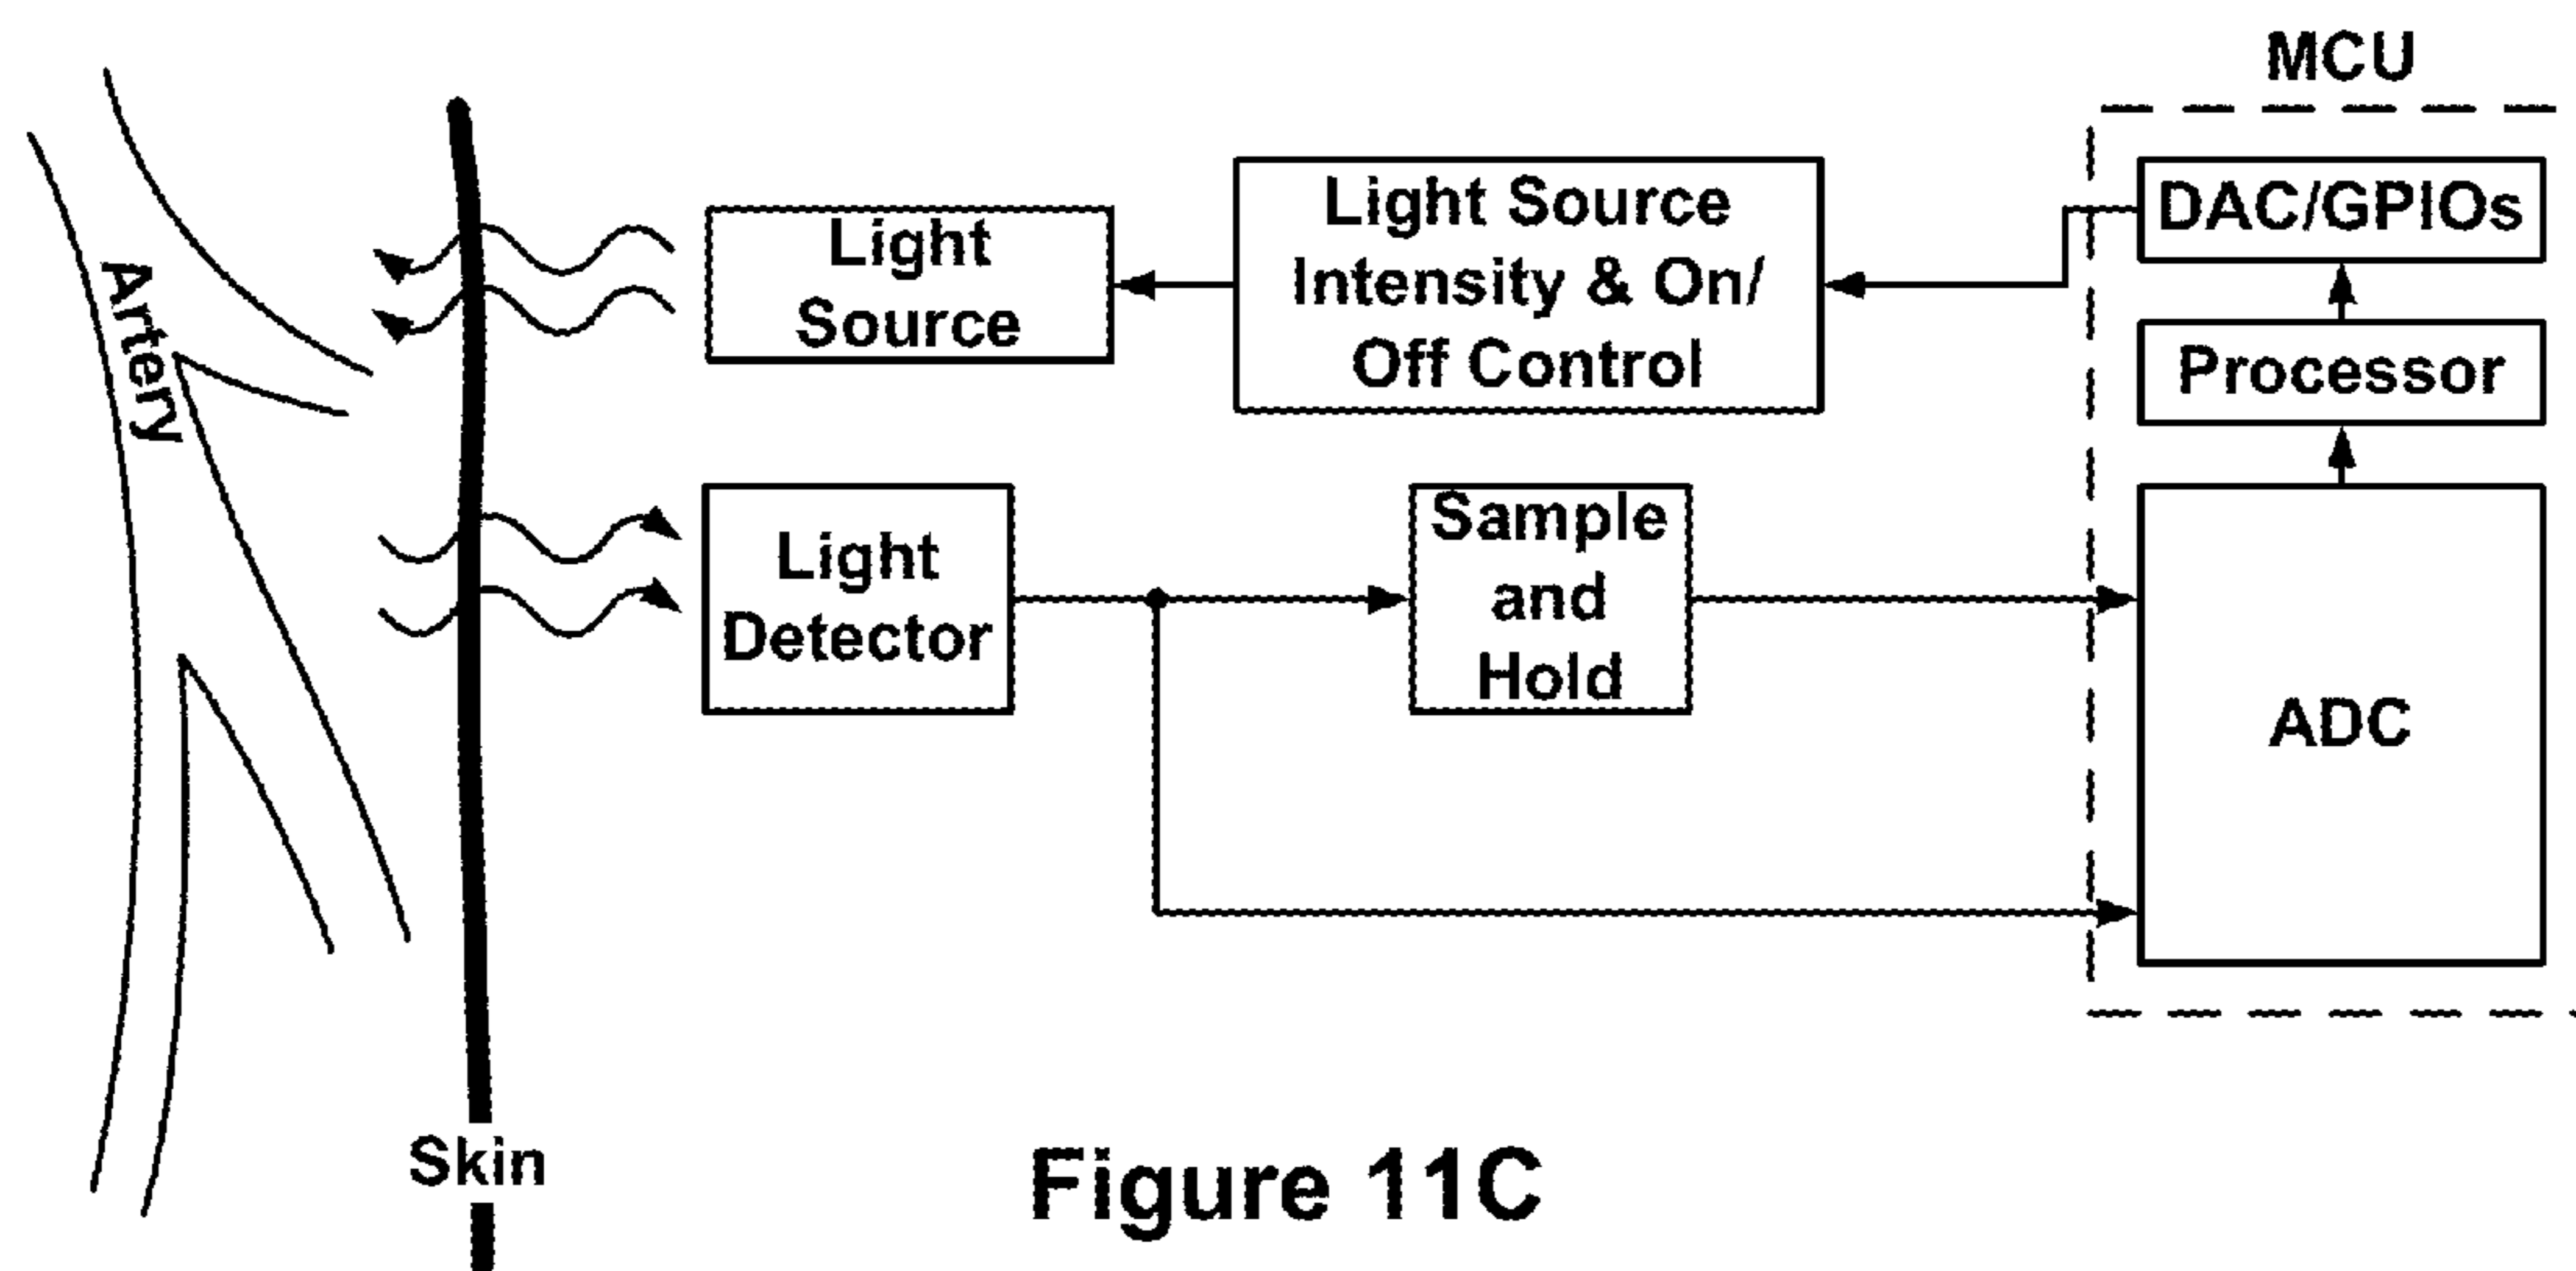 MCU
Light Source
Intensity & On/
Off Control
DAC/GPIOs
Light
Source
Artery
Processor
Light
Detector
Sample
and
Hold
ADC
Skin
Figure 11C